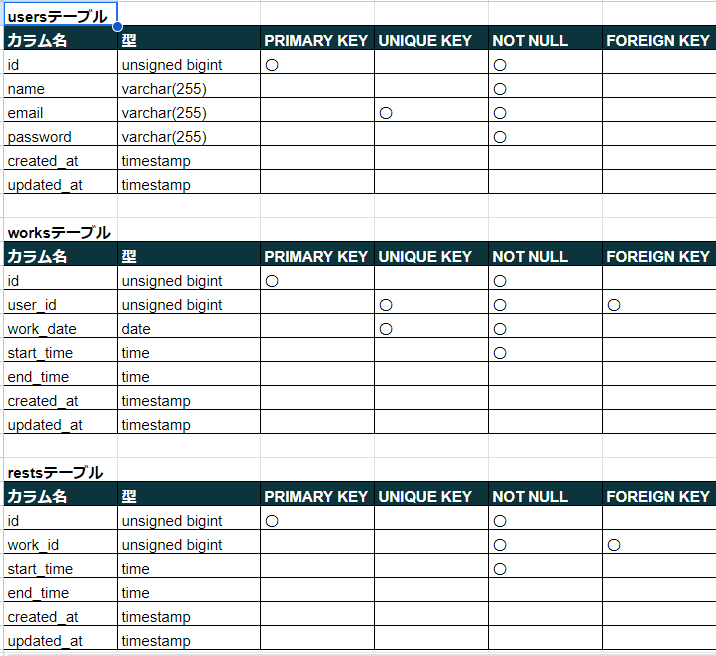 usersテーブル
カラム名 型 PRIMARY KEY UNIQUE KEY NOT NULL FOREIGN KEY
id unsigned bigint 〇 〇
name varchar(255) 〇
email varchar(255) 〇 〇
password varchar(255) 〇
created_at timestamp
updated_at timestamp
worksテーブル
カラム名 型 PRIMARY KEY UNIQUE KEY NOT NULL FOREIGN KEY
id unsigned bigint 〇 〇
user_id unsigned bigint 〇 〇 〇
work_date date 〇 〇
start_time time 〇
end_time time
created_at timestamp
updated_at timestamp
restsテーブル
カラム名 型 PRIMARY KEY UNIQUE KEY NOT NULL FOREIGN KEY
id unsigned bigint 〇 〇
work_id unsigned bigint 〇 〇
start_time time 〇
end_time time
created_at timestamp
updated_at timestamp